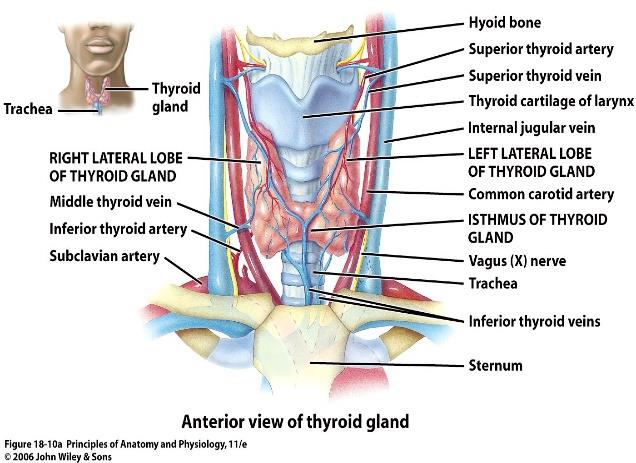 Hyoid bone
Superior thyroid artery
Superior thyroid vein
Thyroid cartilage of larynx
Internal jugular vein
LEFT LATERAL LOBE
OF THYROID GLAND
Common carotid artery
ISTHMUS OF THYROID
GLAND
Vagus (X) nerve
Trachea
Inferior thyroid veins
Sternum
Thyroid
gland
Trachea
RIGHT LATERAL LOBE
OF THYROID GLAND
Middle thyroid vein
Inferior thyroid artery
Subclavian artery
Anterior view of thyroid gland
Figure 18-10a Principles of Anatomy and Physiology, 11/e
© 2006 John Wiley & Sons